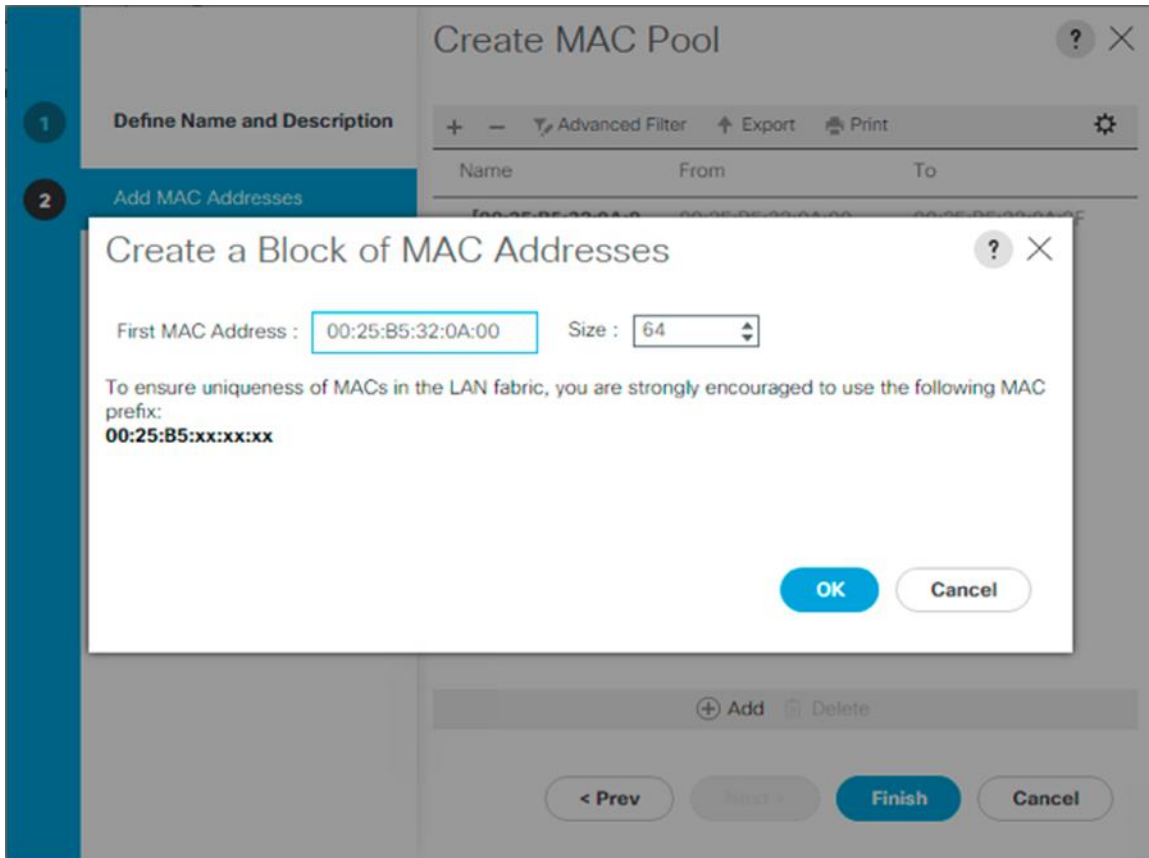 Create MAC Pool
?
1
Define Name and Description
+ − Advanced Filter Export Print
Name From To
2
Add MAC Addresses
Create a Block of MAC Addresses
?
First MAC Address : 00:25:B5:32:0A:00 Size : 64
To ensure uniqueness of MACs in the LAN fabric, you are strongly encouraged to use the following MAC
prefix:
00:25:B5:xx:xx:xx
OK Cancel
Add Delete
< Prev Next > Finish Cancel